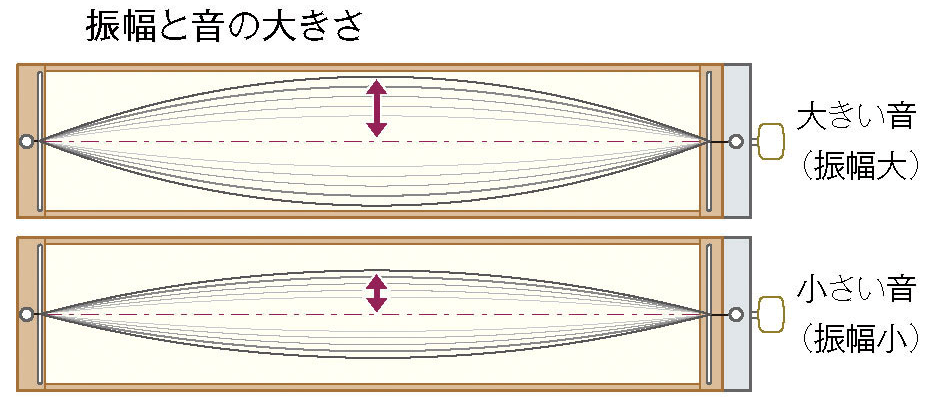 振幅と音の大きさ
大きい音
（振幅大）
小さい音
（振幅小）